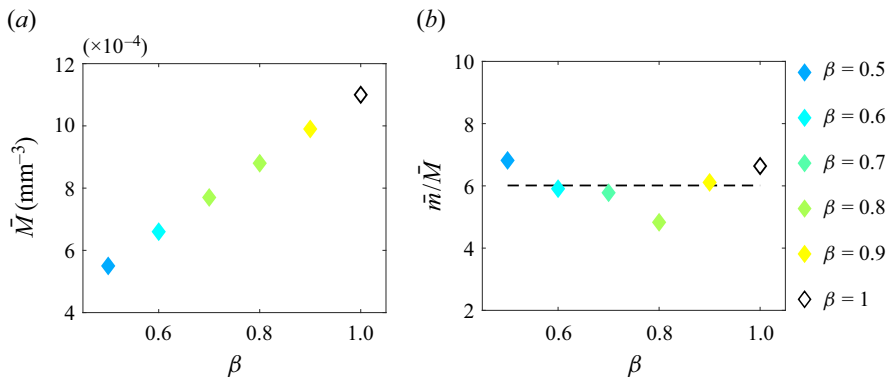 (a)
(×10⁻⁴)
12
10
8
6
4
M̄ (mm⁻³)
0.6
0.8
1.0
β
(b)
10
8
6
4
2
m̄/M̄
0.6
0.8
1.0
β
β = 0.5
β = 0.6
β = 0.7
β = 0.8
β = 0.9
β = 1